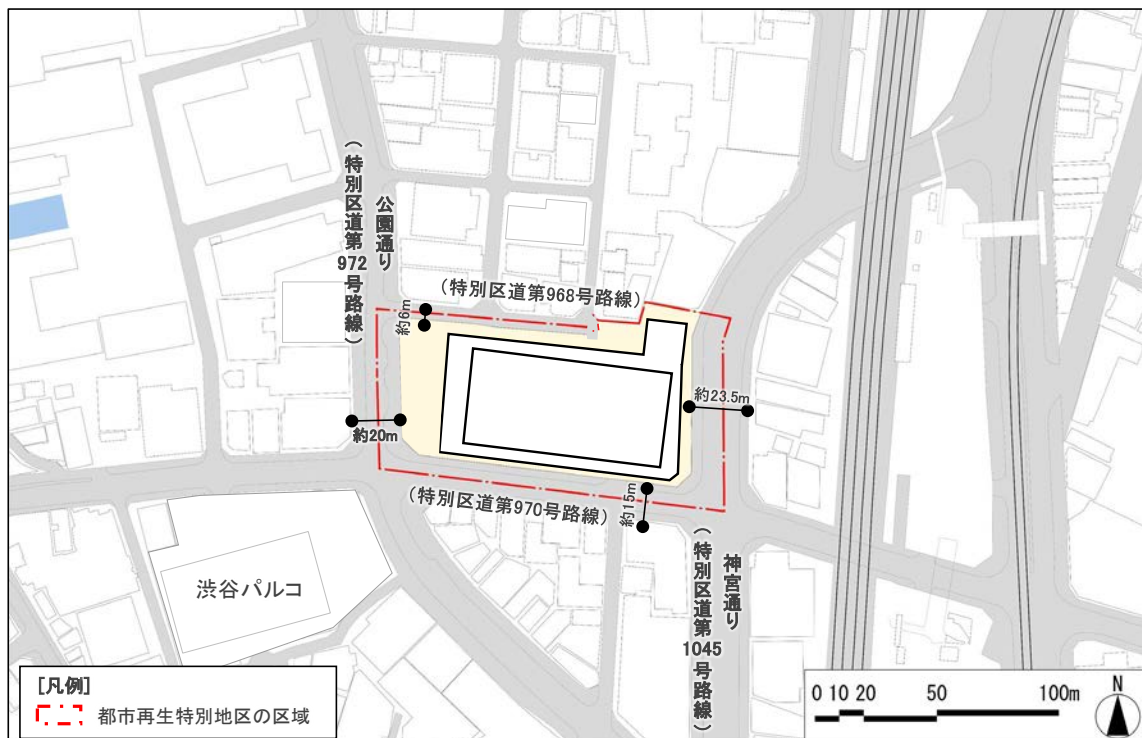 公園通り
（特別区道第972号路線）
（特別区道第968号路線）
約6m
約23.5m
約20m
（特別区道第970号路線）
約15m
神宮通り
（特別区道第1045号路線）
渋谷パルコ
[凡例]
都市再生特別地区の区域
0 10 20 50 100m
N